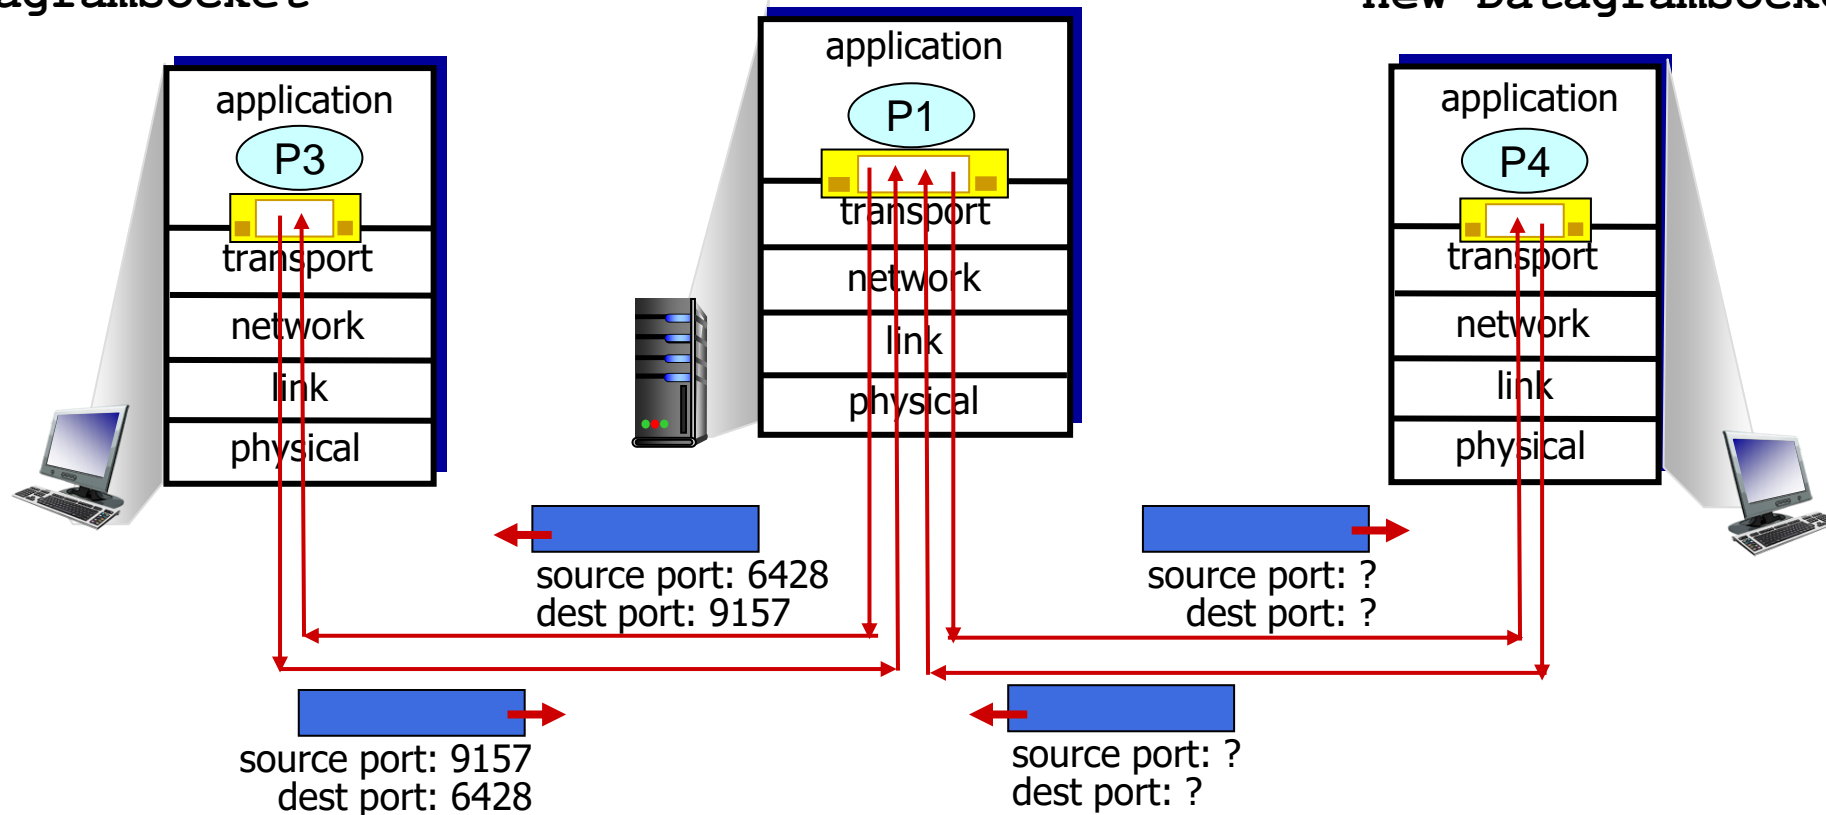 application
P3
transport
network
link
physical
application
P1
transport
network
link
physical
application
P4
transport
network
link
physical
source port: 6428
dest port: 9157
source port: ?
dest port: ?
source port: 9157
dest port: 6428
source port: ?
dest port: ?